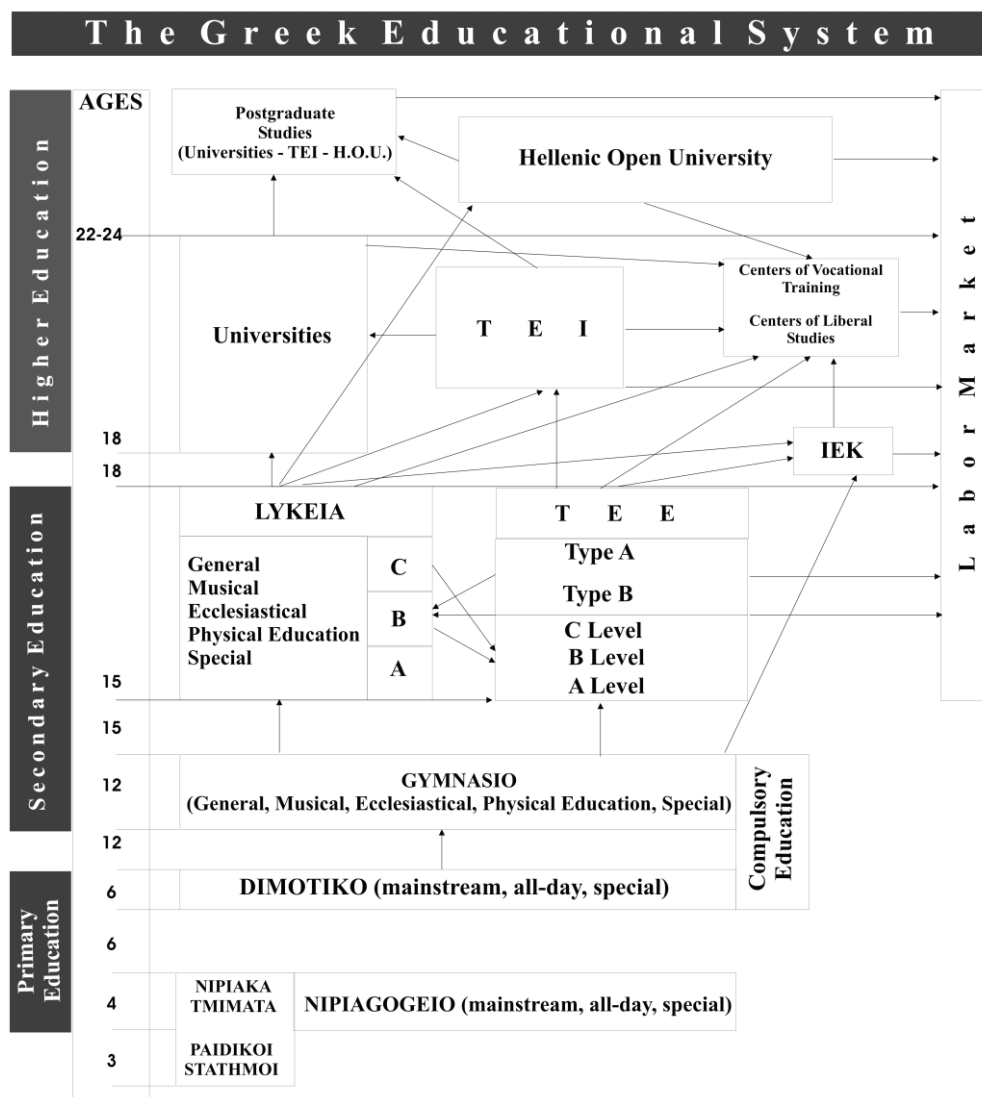 The Greek Educational System
AGES
Higher Education
Postgraduate
Studies
(Universities - TEI - H.O.U.)
Hellenic Open University
22-24
Universities
T E I
Centers of Vocational
Training
Centers of Liberal
Studies
Labor Market
18
IEK
18
Secondary Education
LYKEIA
T E E
General
Musical
Ecclesiastical
Physical Education
Special
C
B
A
Type A
Type B
C Level
B Level
A Level
15
15
12
GYMNASIO
(General, Musical, Ecclesiastical, Physical Education, Special)
Compulsory
Education
12
Primary
Education
6
DIMOTIKO (mainstream, all-day, special)
6
4
NIPIAKA
TMIMATA
NIPIAGOGEIO (mainstream, all-day, special)
3
PAIDIKOI
STATHMOI